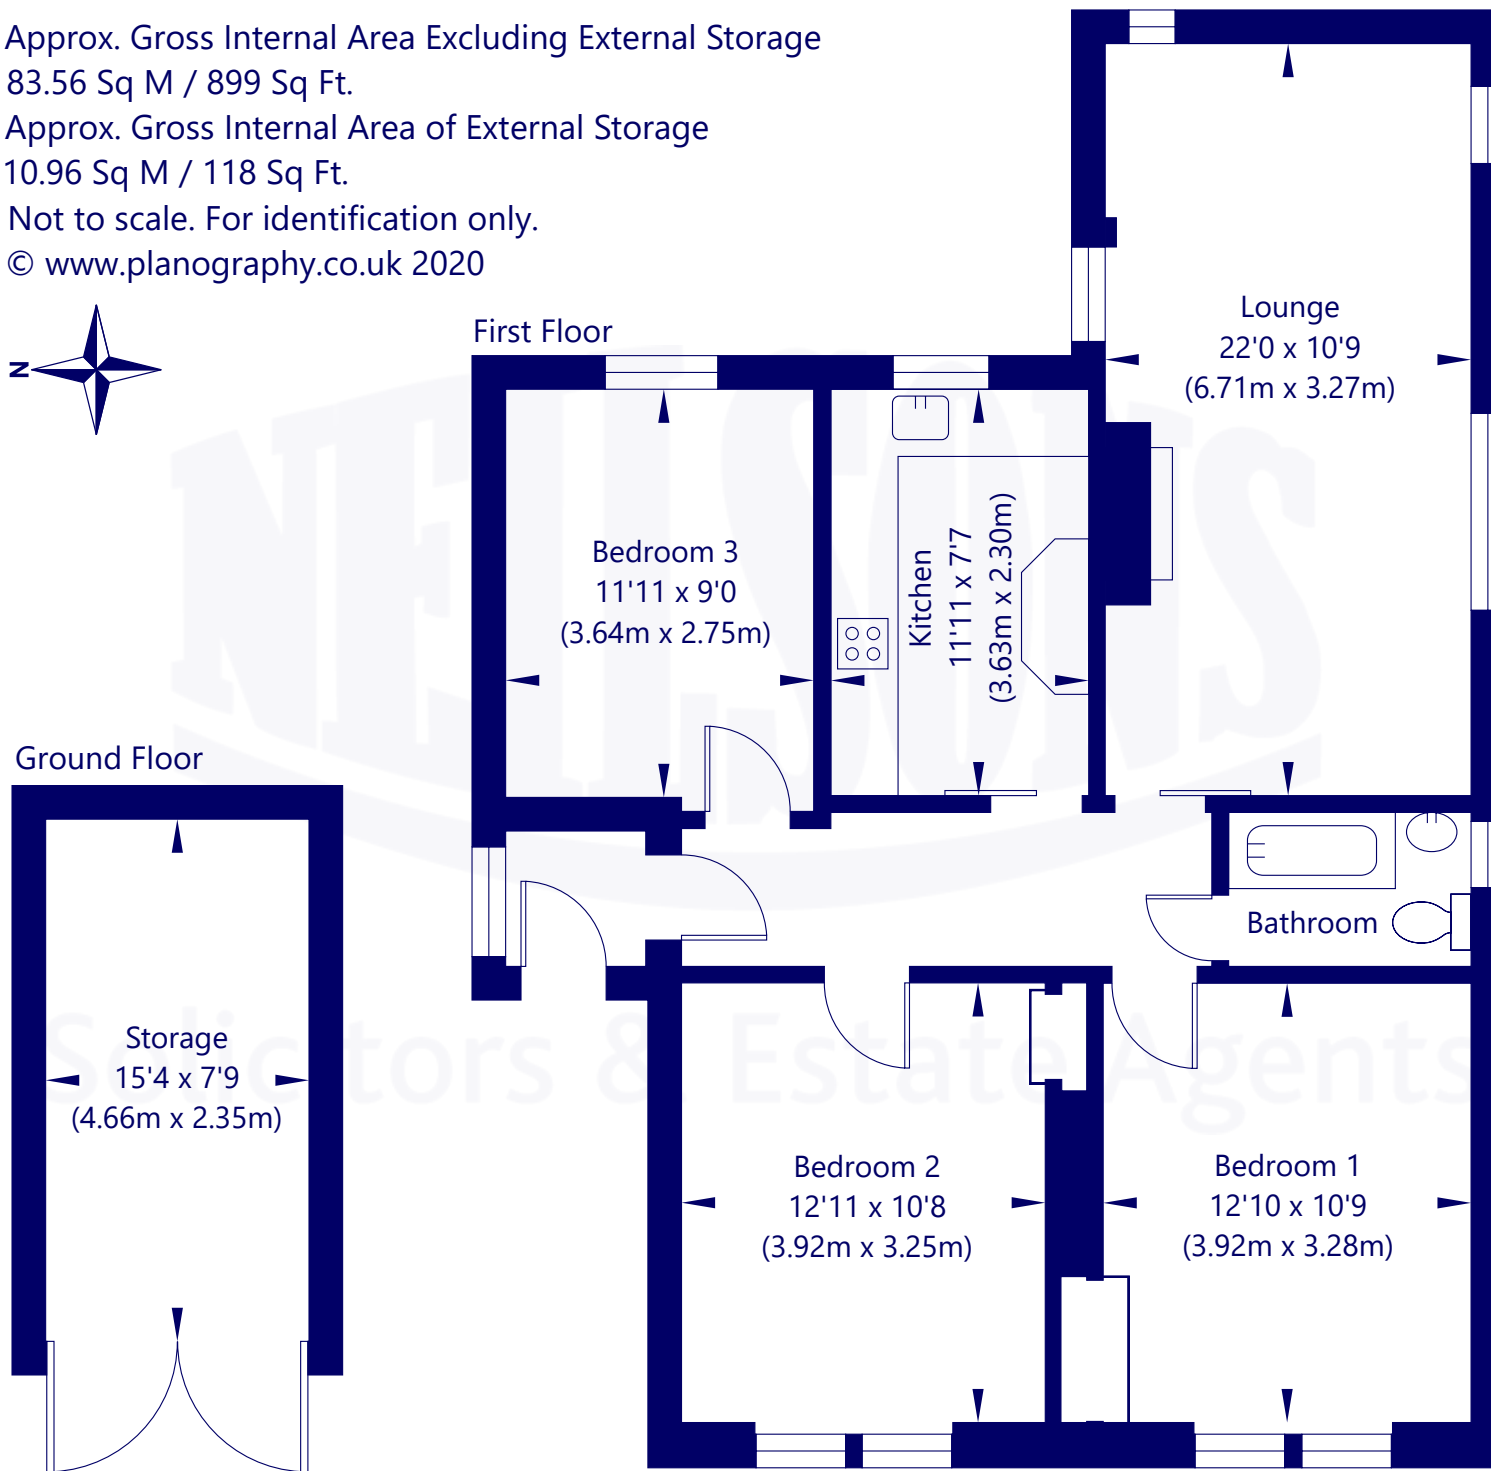 Approx. Gross Internal Area Excluding External Storage
83.56 Sq M / 899 Sq Ft.
Approx. Gross Internal Area of External Storage
10.96 Sq M / 118 Sq Ft.
Not to scale. For identification only.
© www.planography.co.uk 2020
N
First Floor
Lounge
22'0 x 10'9
(6.71m x 3.27m)
Bedroom 3
11'11 x 9'0
(3.64m x 2.75m)
Kitchen
11'11 x 7'7
(3.63m x 2.30m)
NEILSONS
Solicitors & Estate Agents
Ground Floor
Storage
15'4 x 7'9
(4.66m x 2.35m)
Bathroom
Bedroom 2
12'11 x 10'8
(3.92m x 3.25m)
Bedroom 1
12'10 x 10'9
(3.92m x 3.28m)